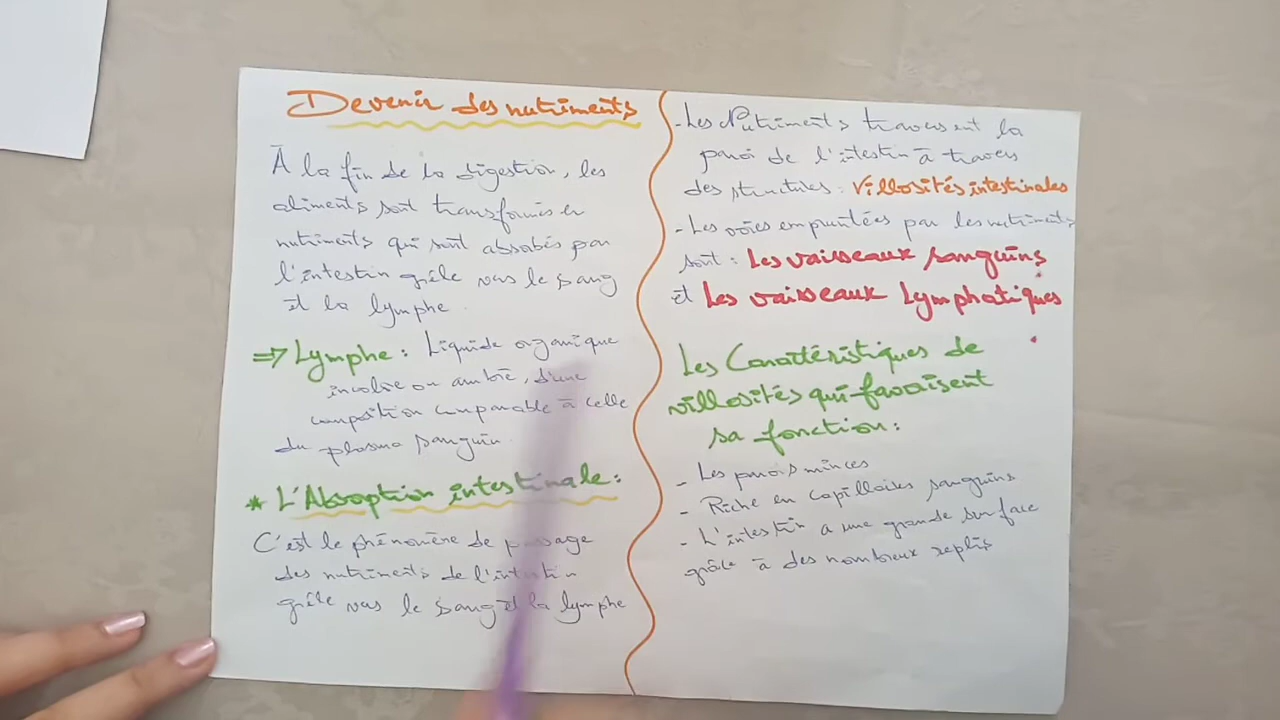 Devenir des nutriments
À la fin de la digestion, les
aliments sont transformés en
nutriments qui sont absobés par
l'intestin grêle vers le sang
et la lymphe.
=> Lymphe : Liquide organique
incolore ou ambré, d'une
composition comparable à celle
du plasma sanguin.
* L'Absorption intestinale :
C'est le phénomène de passage
des nutriments de l'intestin
grêle vers le sang et la lymphe
- Les Nutriments traversent la
paroi de l'intestin à travers
des structures : Villosités intestinales
- Les voies empruntées par les nutriments
sont : Les vaisseaux sanguins
et Les vaisseaux Lymphatiques
Les Caractéristiques de
villosités qui favorisent
sa fonction :
- Les parois minces
- Riche en capillaires sanguins
- L'intestin a une grande surface
grâce à des nombreux replis